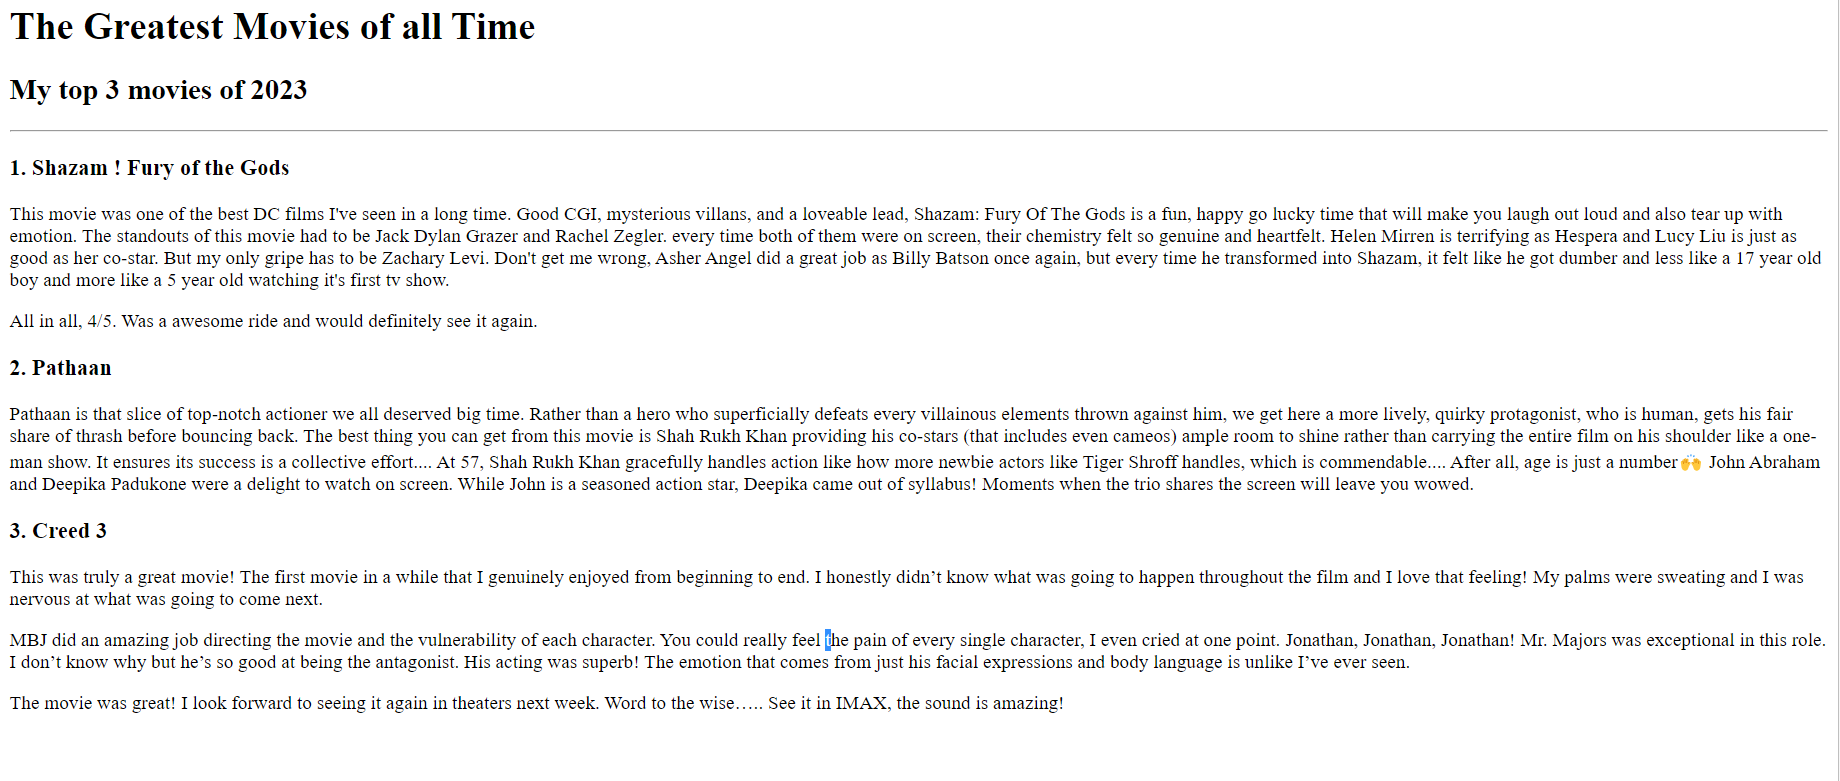 The Greatest Movies of all Time
My top 3 movies of 2023
1. Shazam ! Fury of the Gods
This movie was one of the best DC films I've seen in a long time. Good CGI, mysterious villans, and a loveable lead, Shazam: Fury Of The Gods is a fun, happy go lucky time that will make you laugh out loud and also tear up with
emotion. The standouts of this movie had to be Jack Dylan Grazer and Rachel Zegler. every time both of them were on screen, their chemistry felt so genuine and heartfelt. Helen Mirren is terrifying as Hespera and Lucy Liu is just as
good as her co-star. But my only gripe has to be Zachary Levi. Don't get me wrong, Asher Angel did a great job as Billy Batson once again, but every time he transformed into Shazam, it felt like he got dumber and less like a 17 year old
boy and more like a 5 year old watching it's first tv show.
All in all, 4/5. Was a awesome ride and would definitely see it again.
2. Pathaan
Pathaan is that slice of top-notch actioner we all deserved big time. Rather than a hero who superficially defeats every villainous elements thrown against him, we get here a more lively, quirky protagonist, who is human, gets his fair
share of thrash before bouncing back. The best thing you can get from this movie is Shah Rukh Khan providing his co-stars (that includes even cameos) ample room to shine rather than carrying the entire film on his shoulder like a one-
man show. It ensures its success is a collective effort.... At 57, Shah Rukh Khan gracefully handles action like how more newbie actors like Tiger Shroff handles, which is commendable.... After all, age is just a number🙌 John Abraham
and Deepika Padukone were a delight to watch on screen. While John is a seasoned action star, Deepika came out of syllabus! Moments when the trio shares the screen will leave you wowed.
3. Creed 3
This was truly a great movie! The first movie in a while that I genuinely enjoyed from beginning to end. I honestly didn’t know what was going to happen throughout the film and I love that feeling! My palms were sweating and I was
nervous at what was going to come next.
MBJ did an amazing job directing the movie and the vulnerability of each character. You could really feel the pain of every single character, I even cried at one point. Jonathan, Jonathan, Jonathan! Mr. Majors was exceptional in this role.
I don’t know why but he’s so good at being the antagonist. His acting was superb! The emotion that comes from just his facial expressions and body language is unlike I’ve ever seen.
The movie was great! I look forward to seeing it again in theaters next week. Word to the wise….. See it in IMAX, the sound is amazing!